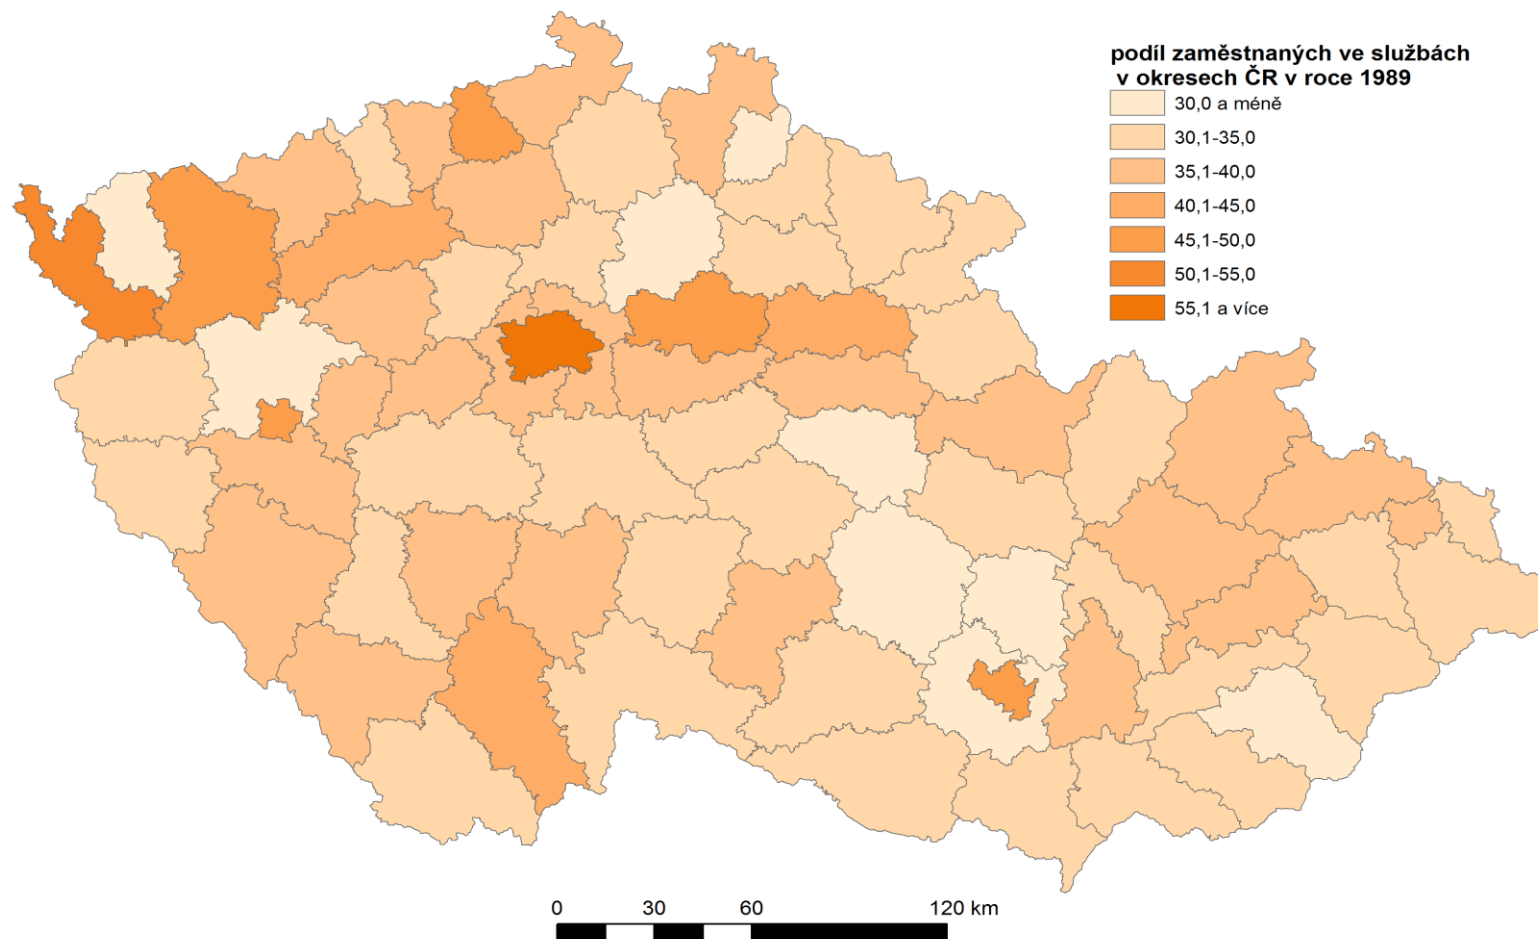 podíl zaměstnaných ve službách
v okresech ČR v roce 1989
30,0 a méně
30,1-35,0
35,1-40,0
40,1-45,0
45,1-50,0
50,1-55,0
55,1 a více
0 30 60 120 km